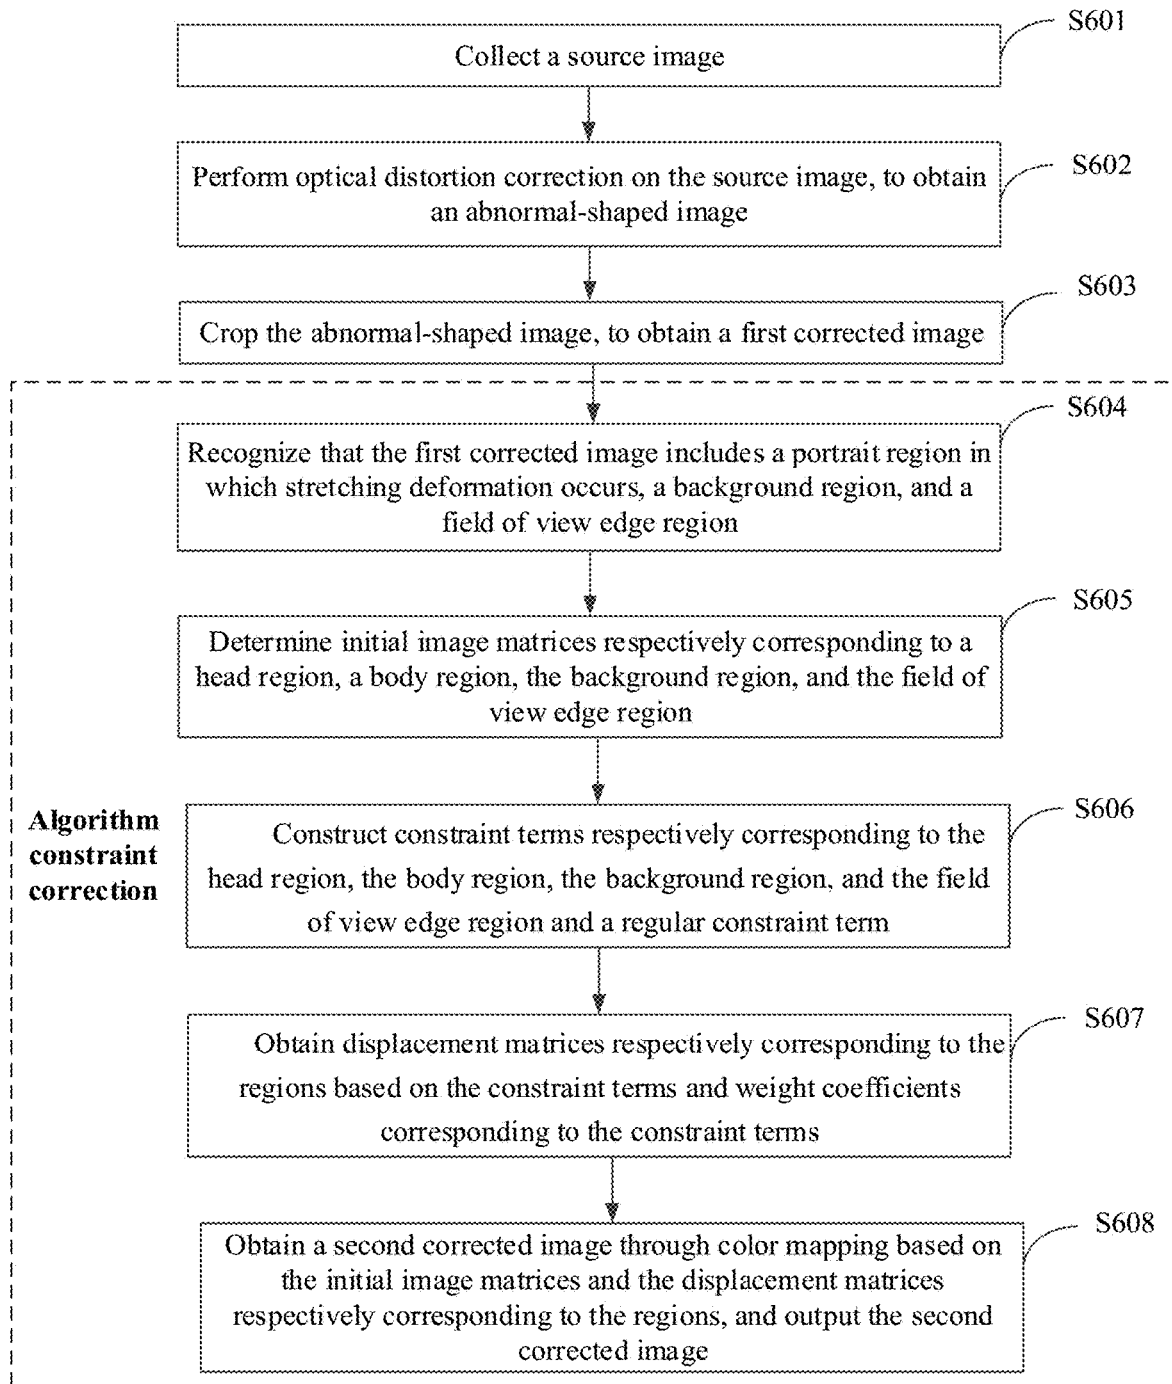 S601
Collect a source image
S602
Perform optical distortion correction on the source image, to obtain
an abnormal-shaped image
S603
Crop the abnormal-shaped image, to obtain a first corrected image
S604
Recognize that the first corrected image includes a portrait region in
which stretching deformation occurs, a background region, and a
field of view edge region
S605
Determine initial image matrices respectively corresponding to a
head region, a body region, the background region, and the field of
view edge region
Algorithm
constraint
correction
S606
Construct constraint terms respectively corresponding to the
head region, the body region, the background region, and the field
of view edge region and a regular constraint term
S607
Obtain displacement matrices respectively corresponding to the
regions based on the constraint terms and weight coefficients
corresponding to the constraint terms
S608
Obtain a second corrected image through color mapping based on
the initial image matrices and the displacement matrices
respectively corresponding to the regions, and output the second
corrected image